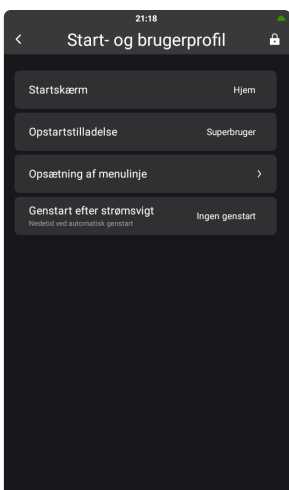 21:18
Start- og brugerprofil
Startskærm
Hjem
Opstartstilladelse
Superbruger
Opsætning af menulinje
Genstart efter strømsvigt
Nedetid ved automatisk genstart
Ingen genstart